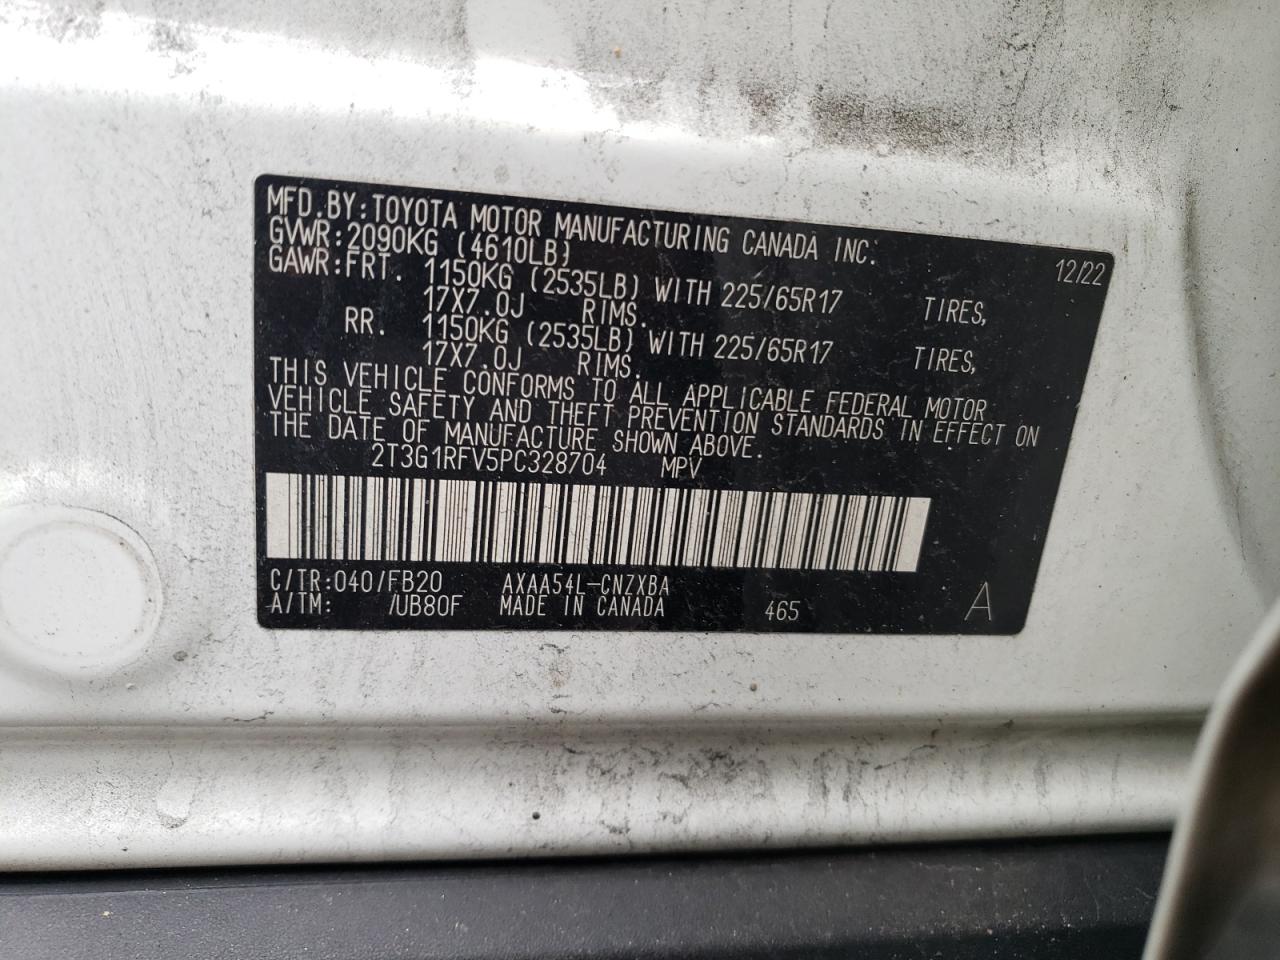 MFD.BY:TOYOTA MOTOR MANUFACTURING CANADA INC.
12/22
GVWR:2090KG (4610LB)
GAWR:FRT. 1150KG (2535LB) WITH 225/65R17 TIRES,
17X7.0J RIMS.
RR. 1150KG (2535LB) WITH 225/65R17 TIRES,
17X7.0J RIMS.
THIS VEHICLE CONFORMS TO ALL APPLICABLE FEDERAL MOTOR
VEHICLE SAFETY AND THEFT PREVENTION STANDARDS IN EFFECT ON
THE DATE OF MANUFACTURE SHOWN ABOVE.
2T3G1RFV5PC328704 MPV
C/TR:040/FB20 AXAA54L-CNZXBA
A/TM: /UB80F MADE IN CANADA 465 A